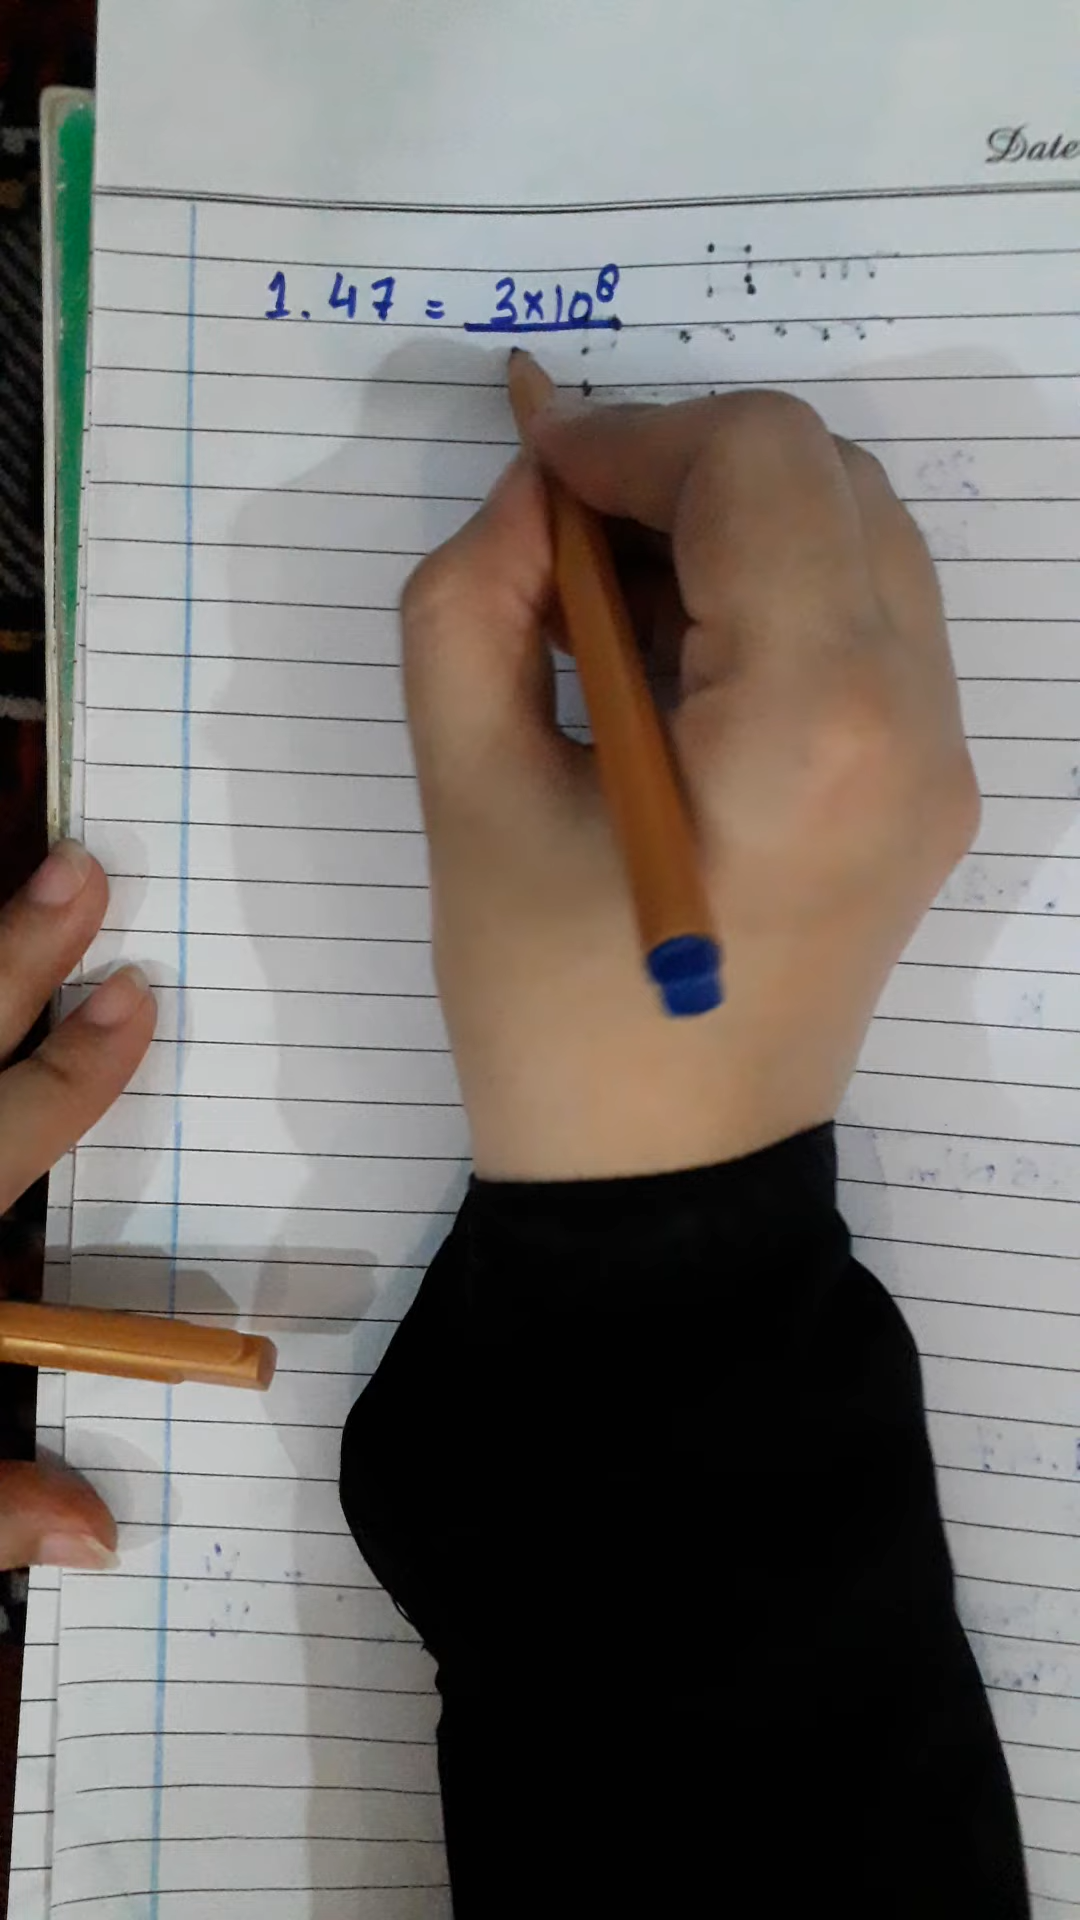 Date
1.47 = 3×10⁸